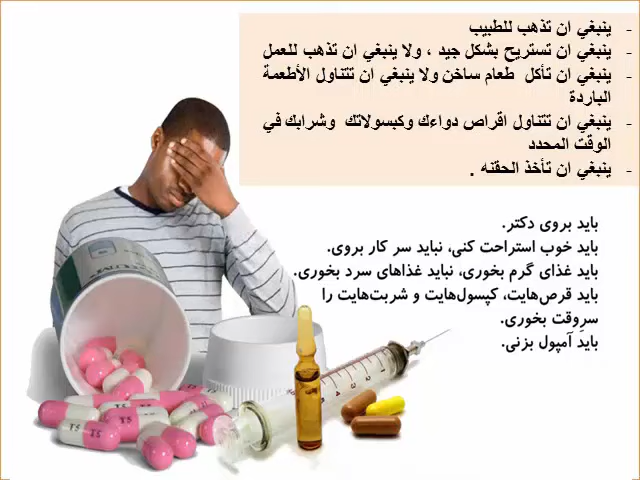 - ينبغي ان تذهب للطبيب
- ينبغي ان تستريح بشكل جيد ، ولا ينبغي ان تذهب للعمل
- ينبغي ان تأكل طعام ساخن ولا ينبغي ان تتناول الأطعمة
الباردة
- ينبغي ان تتناول اقراص دواءك وكبسولاتك وشرابك في
الوقت المحدد
- ينبغي ان تأخذ الحقنه .
باید بروی دکتر.
باید خوب استراحت کنی، نباید سر کار بروی.
باید غذای گرم بخوری، نباید غذاهای سرد بخوری.
باید قرص‌هایت، کپسول‌هایت و شربت‌هایت را
سرِوقت بخوری.
باید آمپول بزنی.
T5 T5
T5